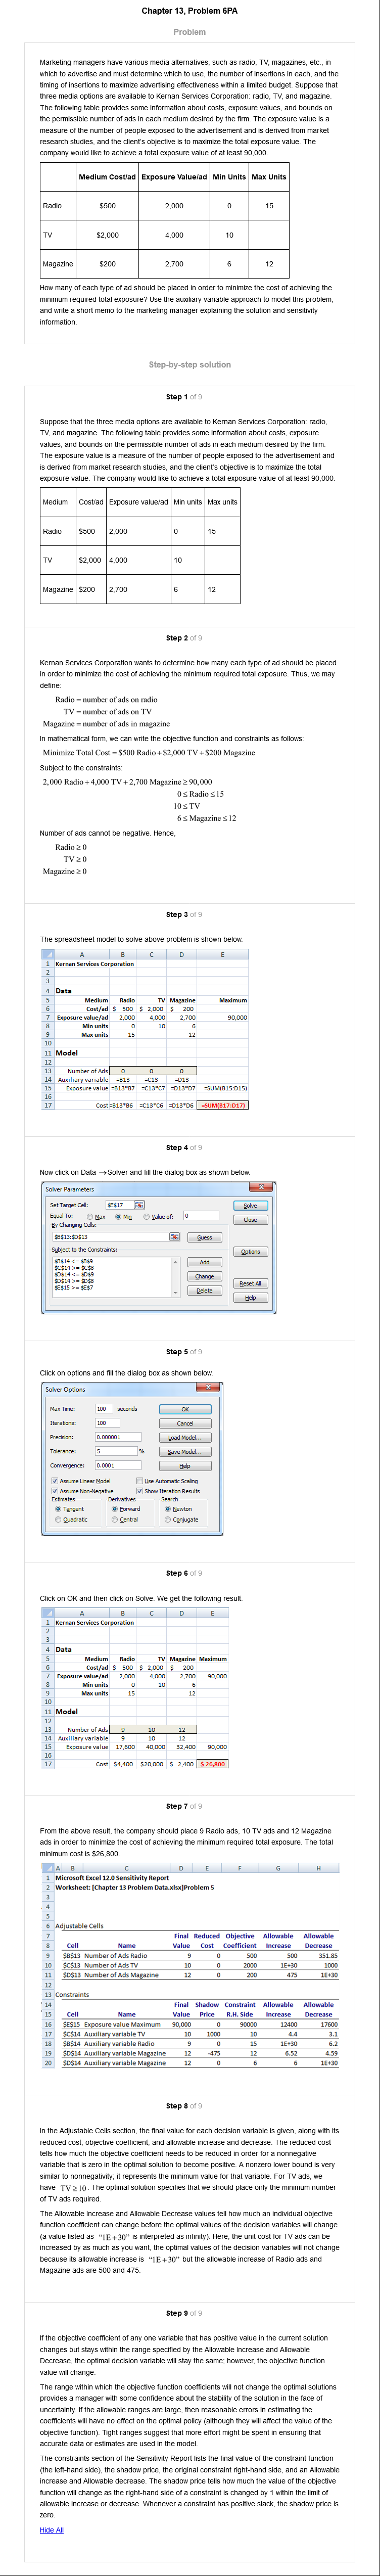 Chapter 13, Problem 6PA
Problem
Marketing managers have various media alternatives, such as radio, TV, magazines, etc., in
which to advertise and must determine which to use, the number of insertions in each, and the
timing of insertions to maximize advertising effectiveness within a limited budget. Suppose that
three media options are available to Kernan Services Corporation: radio, TV, and magazine.
The following table provides some information about costs, exposure values, and bounds on
the permissible number of ads in each medium desired by the firm. The exposure value is a
measure of the number of people exposed to the advertisement and is derived from market
research studies, and the client's objective is to maximize the total exposure value. The
company would like to achieve a total exposure value of at least 90,000.
Medium Cost/ad Exposure Value/ad Min Units Max Units
Radio $500 2,000 0 15
TV $2,000 4,000 10
Magazine $200 2,700 6 12
How many of each type of ad should be placed in order to minimize the cost of achieving the
minimum required total exposure? Use the auxiliary variable approach to model this problem,
and write a short memo to the marketing manager explaining the solution and sensitivity
information.
Step-by-step solution
Step 1 of 9
Suppose that the three media options are available to Kernan Services Corporation: radio,
TV, and magazine. The following table provides some information about costs, exposure
values, and bounds on the permissible number of ads in each medium desired by the firm.
The exposure value is a measure of the number of people exposed to the advertisement and
is derived from market research studies, and the client's objective is to maximize the total
exposure value. The company would like to achieve a total exposure value of at least 90,000.
Medium Cost/ad Exposure value/ad Min units Max units
Radio $500 2,000 0 15
TV $2,000 4,000 10
Magazine $200 2,700 6 12
Step 2 of 9
Kernan Services Corporation wants to determine how many each type of ad should be placed
in order to minimize the cost of achieving the minimum required total exposure. Thus, we may
define:
Radio = number of ads on radio
TV = number of ads on TV
Magazine = number of ads in magazine
In mathematical form, we can write the objective function and constraints as follows:
Minimize Total Cost = $500 Radio + $2,000 TV + $200 Magazine
Subject to the constraints:
2,000 Radio + 4,000 TV + 2,700 Magazine ≥ 90,000
0 ≤ Radio ≤ 15
10 ≤ TV
6 ≤ Magazine ≤ 12
Number of ads cannot be negative. Hence,
Radio ≥ 0
TV ≥ 0
Magazine ≥ 0
Step 3 of 9
The spreadsheet model to solve above problem is shown below.
A B C D E
1 Kernan Services Corporation
2
3
4 Data
5 Medium Radio TV Magazine Maximum
6 Cost/ad $ 500 $ 2,000 $ 200
7 Exposure value/ad 2,000 4,000 2,700 90,000
8 Min units 0 10 6
9 Max units 15 12
10
11 Model
12
13 Number of Ads 0 0 0
14 Auxiliary variable =B13 =C13 =D13
15 Exposure value =B13*B7 =C13*C7 =D13*D7 =SUM(B15:D15)
16
17 Cost =B13*B6 =C13*C6 =D13*D6 =SUM(B17:D17)
Step 4 of 9
Now click on Data → Solver and fill the dialog box as shown below.
Solver Parameters
Set Target Cell: $E$17 Solve
Equal To: Max Min Value of: 0 Close
By Changing Cells:
$B$13:$D$13 Guess
Subject to the Constraints: Options
$B$14 <= $B$9 Add
$C$14 >= $C$8
$D$14 <= $D$9 Change
$D$14 >= $D$8 Reset All
$E$15 >= $E$7 Delete
Help
Step 5 of 9
Click on options and fill the dialog box as shown below.
Solver Options
Max Time: 100 seconds OK
Iterations: 100 Cancel
Precision: 0.000001 Load Model...
Tolerance: 5 % Save Model...
Convergence: 0.0001 Help
Assume Linear Model Use Automatic Scaling
Assume Non-Negative Show Iteration Results
Estimates Derivatives Search
Tangent Forward Newton
Quadratic Central Conjugate
Step 6 of 9
Click on OK and then click on Solve. We get the following result.
A B C D E
1 Kernan Services Corporation
2
3
4 Data
5 Medium Radio TV Magazine Maximum
6 Cost/ad $ 500 $ 2,000 $ 200
7 Exposure value/ad 2,000 4,000 2,700 90,000
8 Min units 0 10 6
9 Max units 15 12
10
11 Model
12
13 Number of Ads 9 10 12
14 Auxiliary variable 9 10 12
15 Exposure value 17,600 40,000 32,400 90,000
16
17 Cost $4,400 $20,000 $ 2,400 $ 26,800
Step 7 of 9
From the above result, the company should place 9 Radio ads, 10 TV ads and 12 Magazine
ads in order to minimize the cost of achieving the minimum required total exposure. The total
minimum cost is $26,800.
A B C D E F G H
1 Microsoft Excel 12.0 Sensitivity Report
2 Worksheet: [Chapter 13 Problem Data.xlsx]Problem 5
3
4
5
6 Adjustable Cells
7 Final Reduced Objective Allowable Allowable
8 Cell Name Value Cost Coefficient Increase Decrease
9 $B$13 Number of Ads Radio 9 0 500 500 351.85
10 $C$13 Number of Ads TV 10 0 2000 1E+30 1000
11 $D$13 Number of Ads Magazine 12 0 200 475 1E+30
12
13 Constraints
14 Final Shadow Constraint Allowable Allowable
15 Cell Name Value Price R.H. Side Increase Decrease
16 $E$15 Exposure value Maximum 90,000 0 90000 12400 17600
17 $C$14 Auxiliary variable TV 10 1000 10 4.4 3.1
18 $B$14 Auxiliary variable Radio 9 0 15 1E+30 6.2
19 $D$14 Auxiliary variable Magazine 12 -475 12 6.52 4.59
20 $D$14 Auxiliary variable Magazine 12 0 6 6 1E+30
Step 8 of 9
In the Adjustable Cells section, the final value for each decision variable is given, along with its
reduced cost, objective coefficient, and allowable increase and decrease. The reduced cost
tells how much the objective coefficient needs to be reduced in order for a nonnegative
variable that is zero in the optimal solution to become positive. A nonzero lower bound is very
similar to nonnegativity; it represents the minimum value for that variable. For TV ads, we
have TV ≥ 10. The optimal solution specifies that we should place only the minimum number
of TV ads required.
The Allowable Increase and Allowable Decrease values tell how much an individual objective
function coefficient can change before the optimal values of the decision variables will change
(a value listed as "1E + 30" is interpreted as infinity). Here, the unit cost for TV ads can be
increased by as much as you want, the optimal values of the decision variables will not change
because its allowable increase is "1E + 30" but the allowable increase of Radio ads and
Magazine ads are 500 and 475.
Step 9 of 9
If the objective coefficient of any one variable that has positive value in the current solution
changes but stays within the range specified by the Allowable Increase and Allowable
Decrease, the optimal decision variable will stay the same; however, the objective function
value will change.
The range within which the objective function coefficients will not change the optimal solutions
provides a manager with some confidence about the stability of the solution in the face of
uncertainty. If the allowable ranges are large, then reasonable errors in estimating the
coefficients will have no effect on the optimal policy (although they will affect the value of the
objective function). Tight ranges suggest that more effort might be spent in ensuring that
accurate data or estimates are used in the model.
The constraints section of the Sensitivity Report lists the final value of the constraint function
(the left-hand side), the shadow price, the original constraint right-hand side, and an Allowable
increase and Allowable decrease. The shadow price tells how much the value of the objective
function will change as the right-hand side of a constraint is changed by 1 within the limit of
allowable increase or decrease. Whenever a constraint has positive slack, the shadow price is
zero.
Hide All